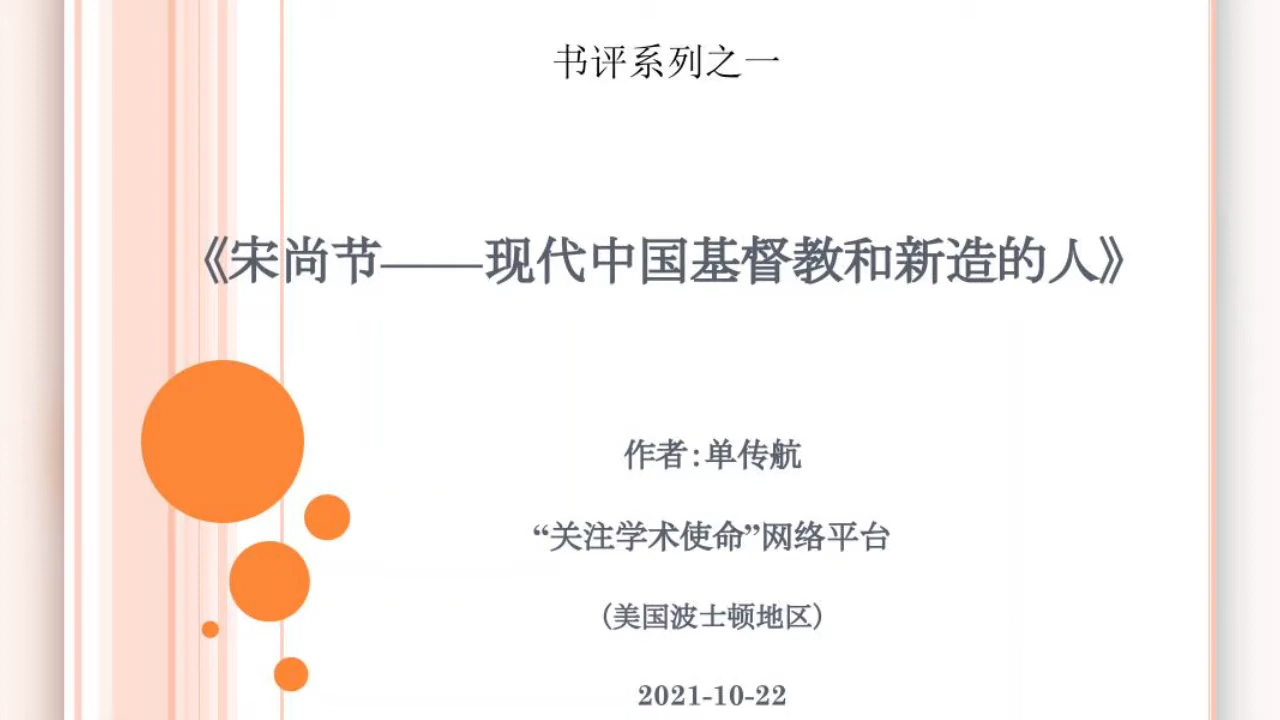 书评系列之一
《宋尚节——现代中国基督教和新造的人》
作者:单传航
“关注学术使命”网络平台
(美国波士顿地区)
2021-10-22